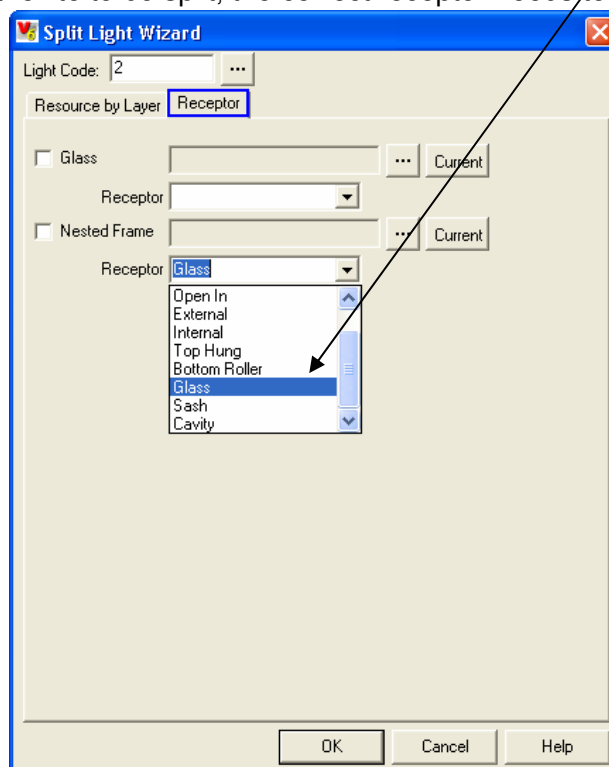 Split Light Wizard
Light Code: 2 ...
Resource by Layer Receptor
Glass ... Current
Receptor
Nested Frame ... Current
Receptor Glass
Open In
External
Internal
Top Hung
Bottom Roller
Glass
Sash
Cavity
OK Cancel Help